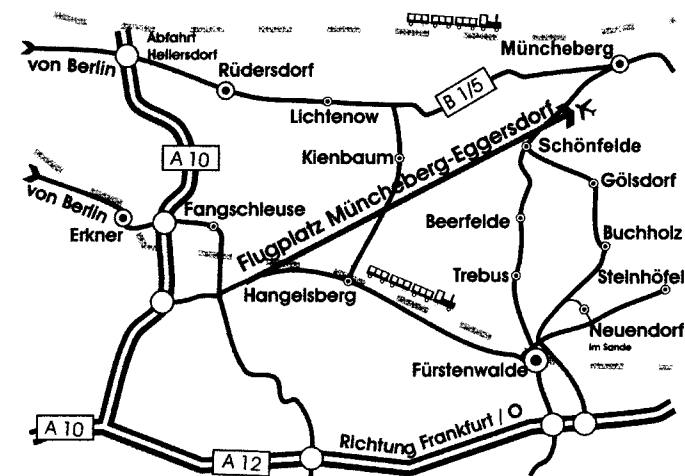 Abfahrt
Hellersdorf
Müncheberg
von Berlin
Rüdersdorf
B 1/5
Lichtenow
Schönfelde
Kienbaum
A 10
Gölsdorf
Flugplatz Müncheberg-Eggersdorf
von Berlin
Fangschleuse
Erkner
Beerfelde
Buchholz
Trebus
Steinhöfel
Hangelsberg
Neuendorf
im Sande
Fürstenwalde
A 10
A 12
Richtung Frankfurt / O